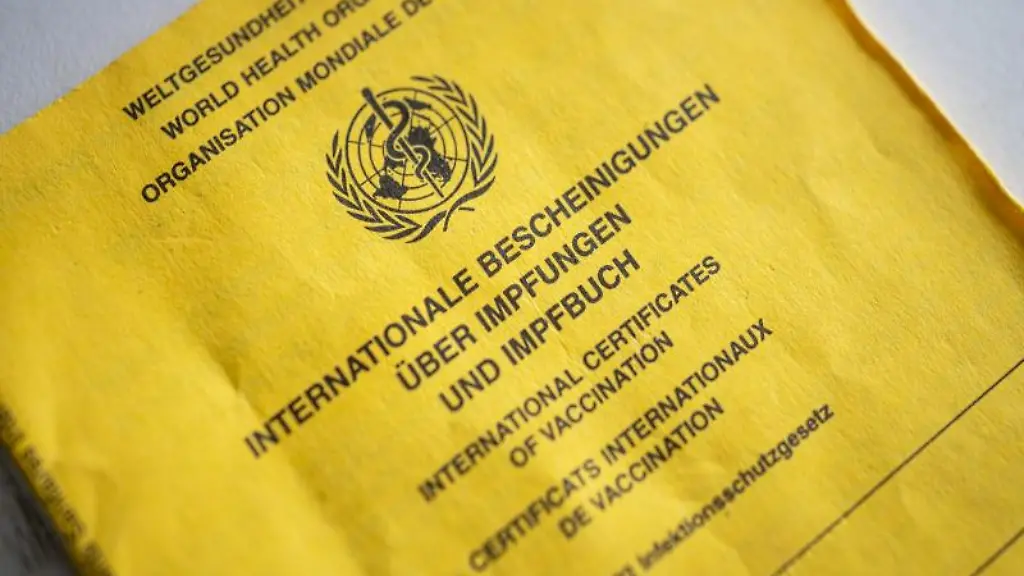 WELTGESUNDHEIT
WORLD HEALTH ORG
ORGANISATION MONDIALE DE
INTERNATIONALE BESCHEINIGUNGEN
ÜBER IMPFUNGEN
UND IMPFBUCH
INTERNATIONAL CERTIFICATES
OF VACCINATION
CERTIFICATS INTERNATIONAUX
DE VACCINATION
Infektionsschutzgesetz